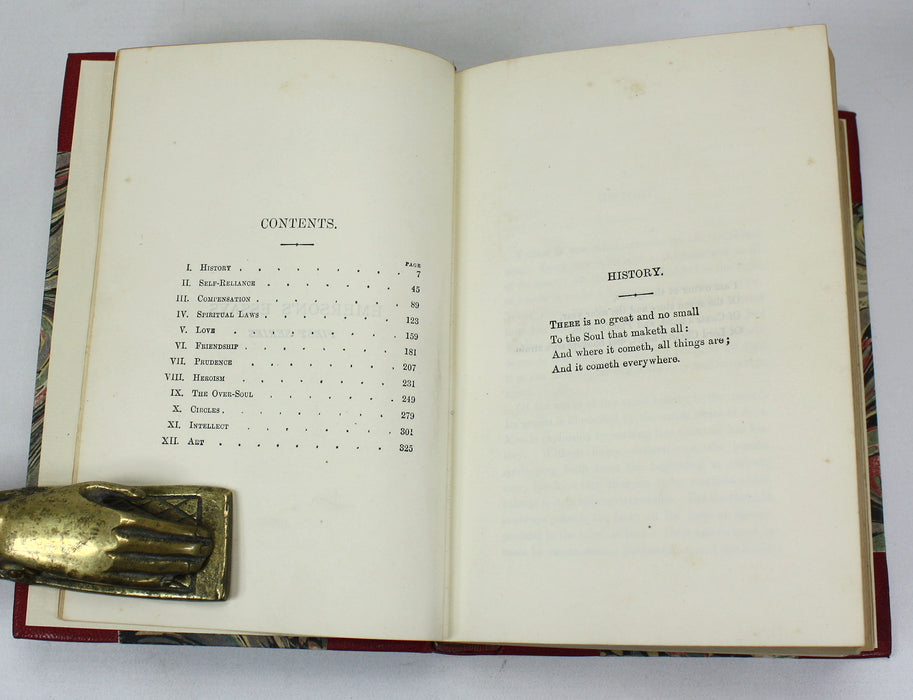 CONTENTS.
PAGE
I. HISTORY . . . . . . . . . 7
II. SELF-RELIANCE . . . . . . . 45
III. COMPENSATION . . . . . . . 89
IV. SPIRITUAL LAWS . . . . . . . 123
V. LOVE . . . . . . . . . 159
VI. FRIENDSHIP . . . . . . . . 181
VII. PRUDENCE . . . . . . . . 207
VIII. HEROISM . . . . . . . . 231
IX. THE OVER-SOUL . . . . . . . 249
X. CIRCLES . . . . . . . . 279
XI. INTELLECT . . . . . . . . 301
XII. ART . . . . . . . . 325
HISTORY.
THERE is no great and no small
To the Soul that maketh all:
And where it cometh, all things are;
And it cometh everywhere.